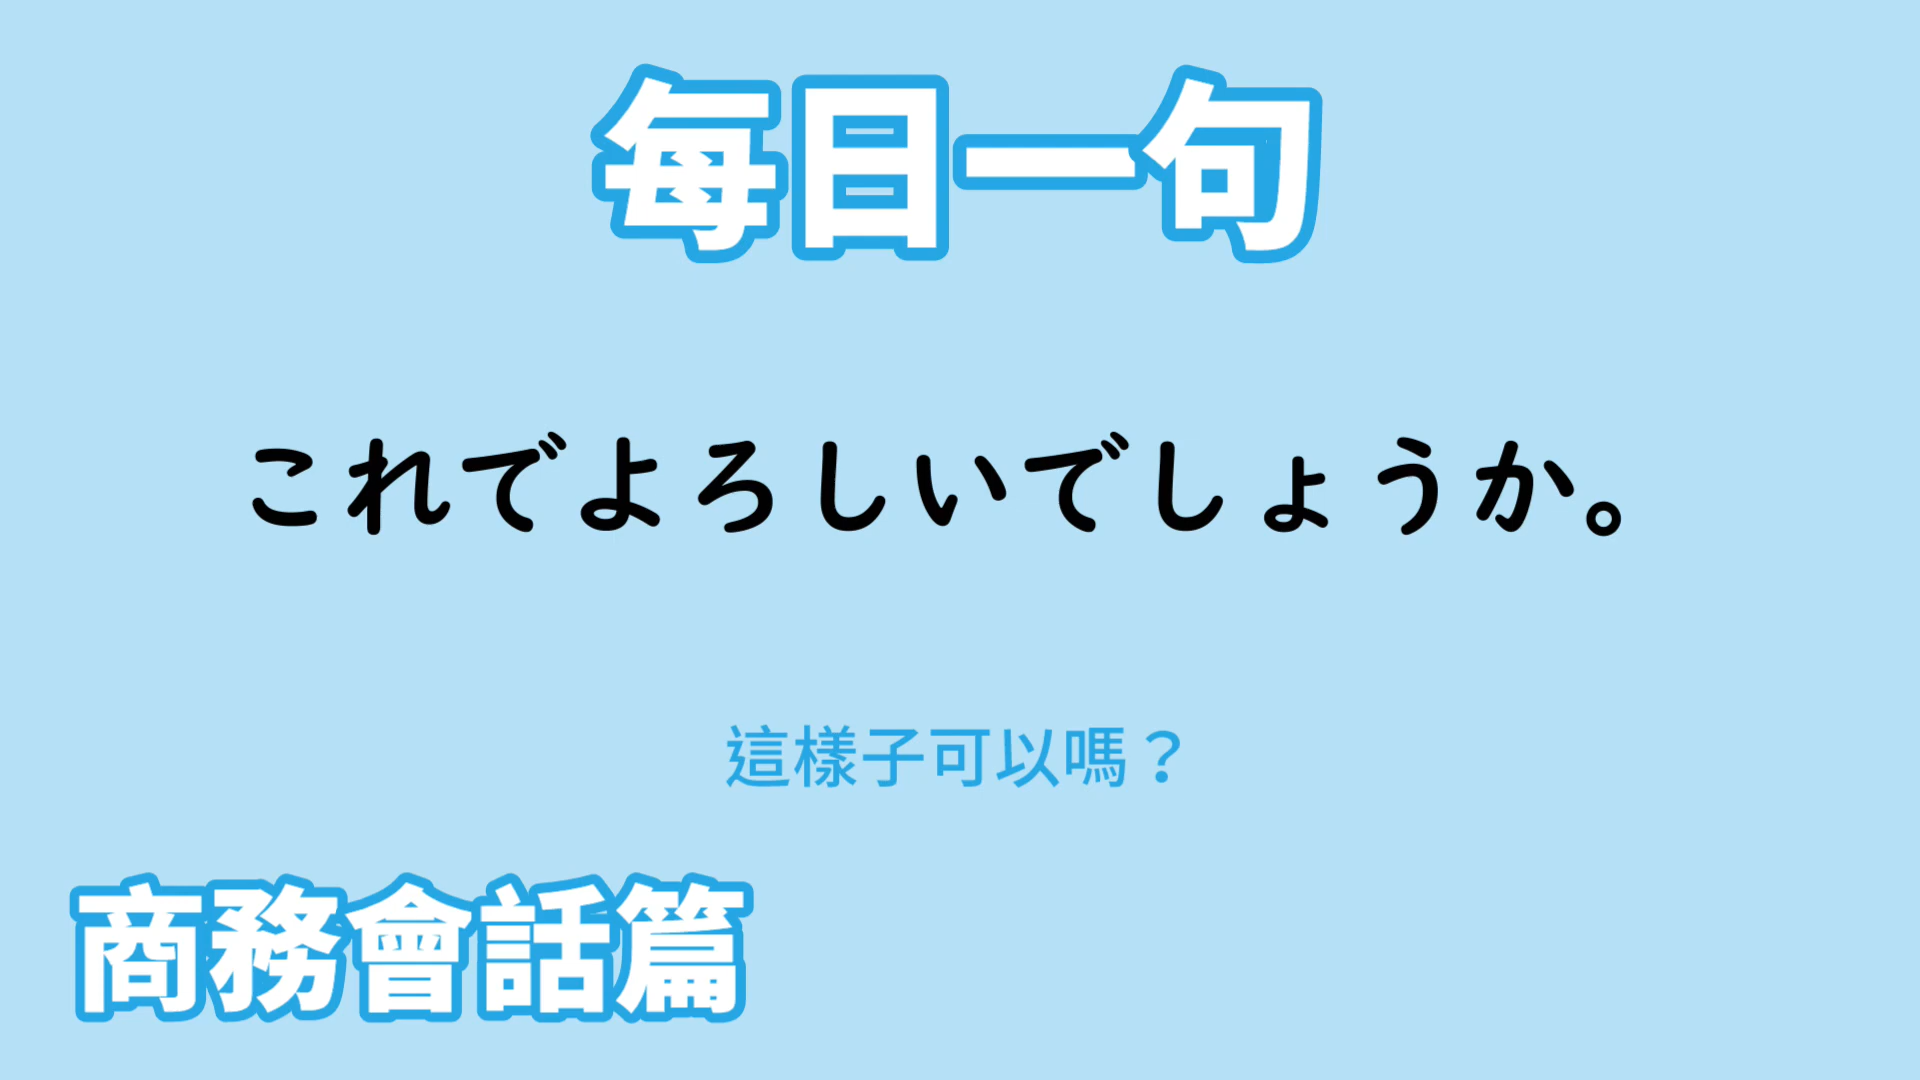 每日一句
これでよろしいでしょうか。
這樣子可以嗎？
商務會話篇